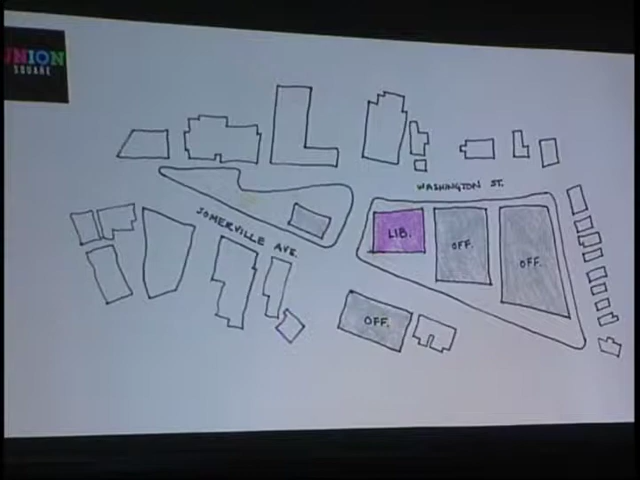 UNION
SQUARE
WASHINGTON ST.
SOMERVILLE AVE.
LIB.
OFF.
OFF.
OFF.